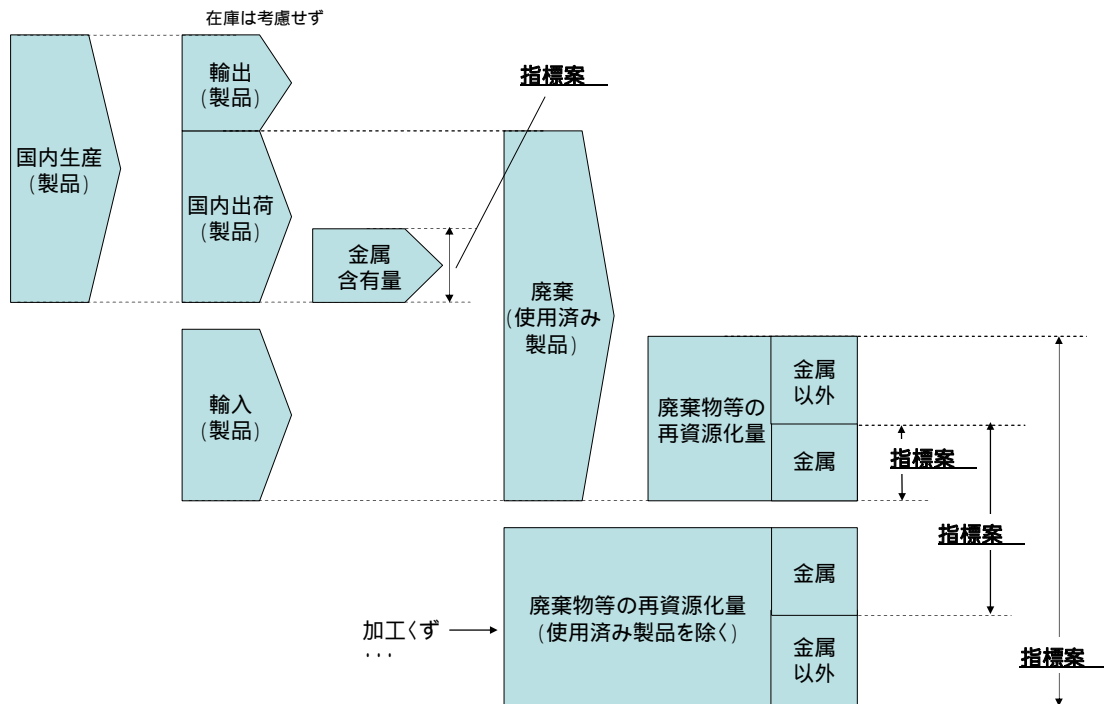 在庫は考慮せず
輸出
(製品)
指標案
国内生産
(製品)
国内出荷
(製品)
金属
含有量
廃棄
(使用済み
製品)
輸入
(製品)
廃棄物等の
再資源化量
金属
以外
金属
指標案
指標案
廃棄物等の再資源化量
(使用済み製品を除く)
金属
金属
以外
加工くず
・・・
指標案